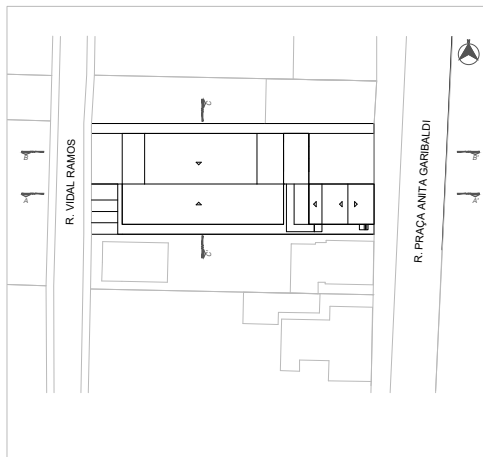 C
R. VIDAL RAMOS
R. PRAÇA ANITA GARIBALDI
B
B'
A
A'
C'